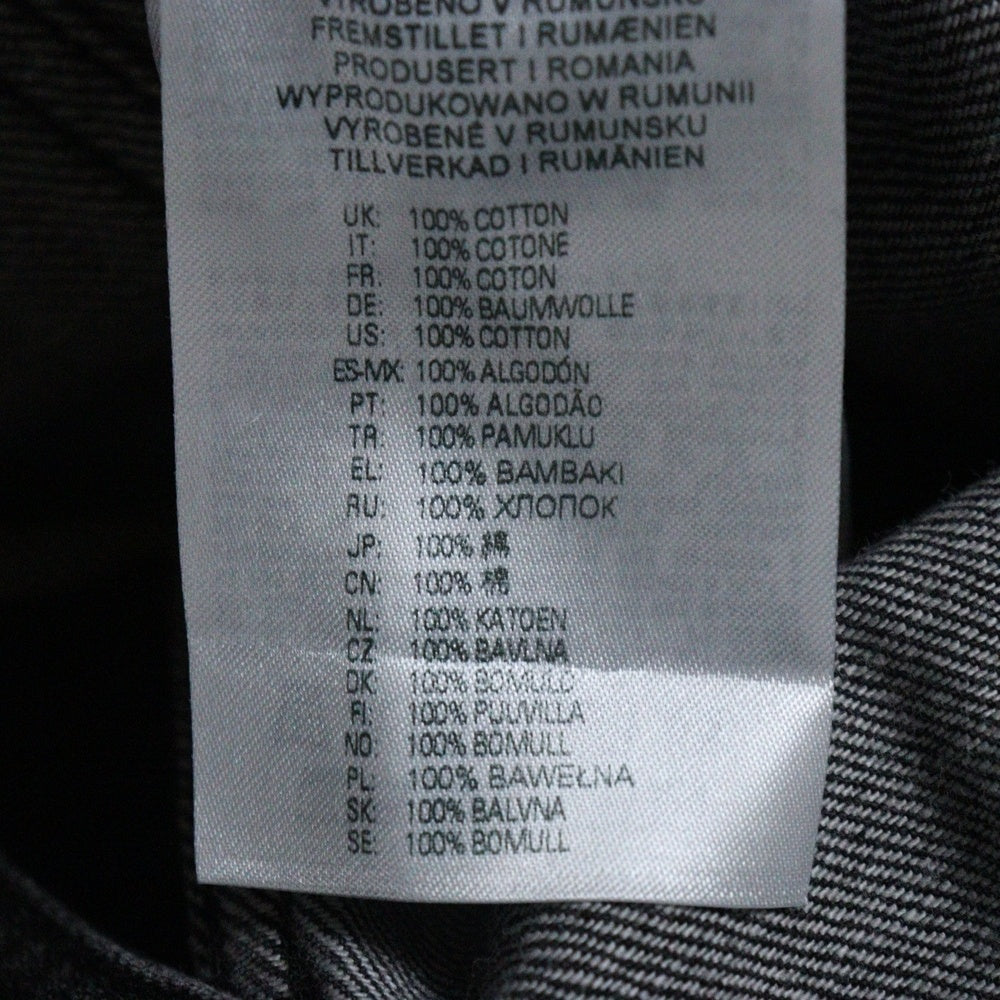 VYROBENO V RUMUNSKU
FREMSTILLET I RUMÆNIEN
PRODUSERT I ROMANIA
WYPRODUKOWANO W RUMUNII
VYROBENÉ V RUMUNSKU
TILLVERKAD I RUMÄNIEN
UK: 100% COTTON
IT: 100% COTONE
FR: 100% COTON
DE: 100% BAUMWOLLE
US: 100% COTTON
ES-MX: 100% ALGODÓN
PT: 100% ALGODÃO
TR: 100% PAMUKLU
EL: 100% BAMBAKI
RU: 100% ХЛОПОК
JP: 100% 綿
CN: 100% 棉
NL: 100% KATOEN
CZ 100% BAVLNA
DK 100% BOMULD
FI: 100% PUUVILLA
NO: 100% BOMULL
PL: 100% BAWEŁNA
SK: 100% BALVNA
SE: 100% BOMULL